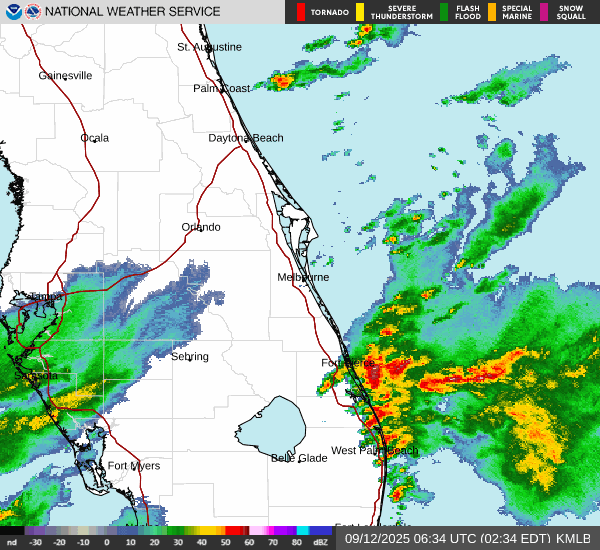 NATIONAL WEATHER SERVICE
TORNADO
SEVERE THUNDERSTORM
FLASH FLOOD
SPECIAL MARINE
SNOW SQUALL
St. Augustine
Gainesville
Palm Coast
Ocala
Daytona Beach
Orlando
Melbourne
Tampa
Sebring
Fort Pierce
Sarasota
West Palm Beach
Belle Glade
Fort Myers
nd -30 -20 -10 0 10 20 30 40 50 60 70 80 dBZ
09/12/2025 06:34 UTC (02:34 EDT) KMLB